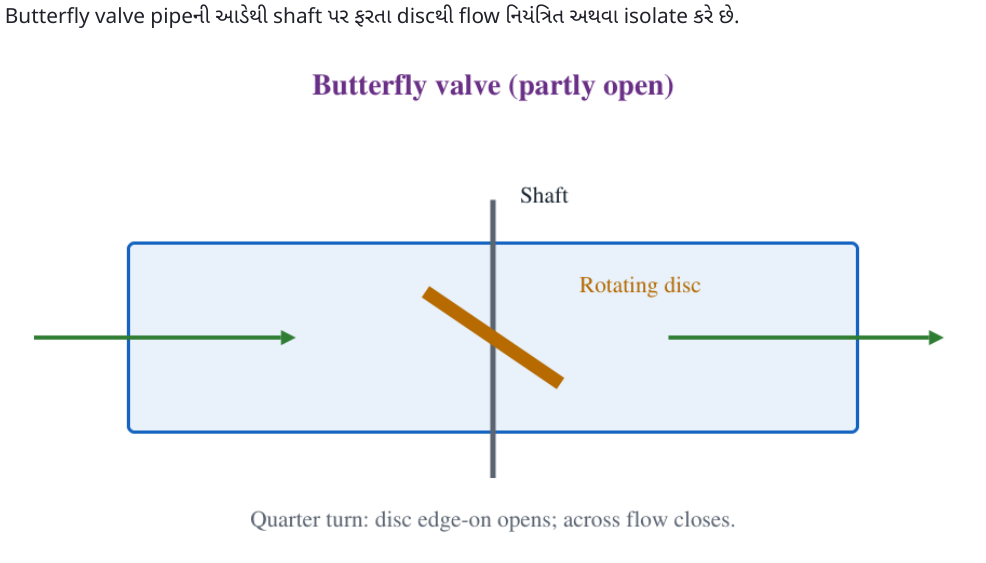 Butterfly valve pipeની આડેથી shaft પર ફરતા discથી flow નિયંત્રિત અથવા isolate કરે છે.
Butterfly valve (partly open)
Shaft
Rotating disc
Quarter turn: disc edge-on opens; across flow closes.